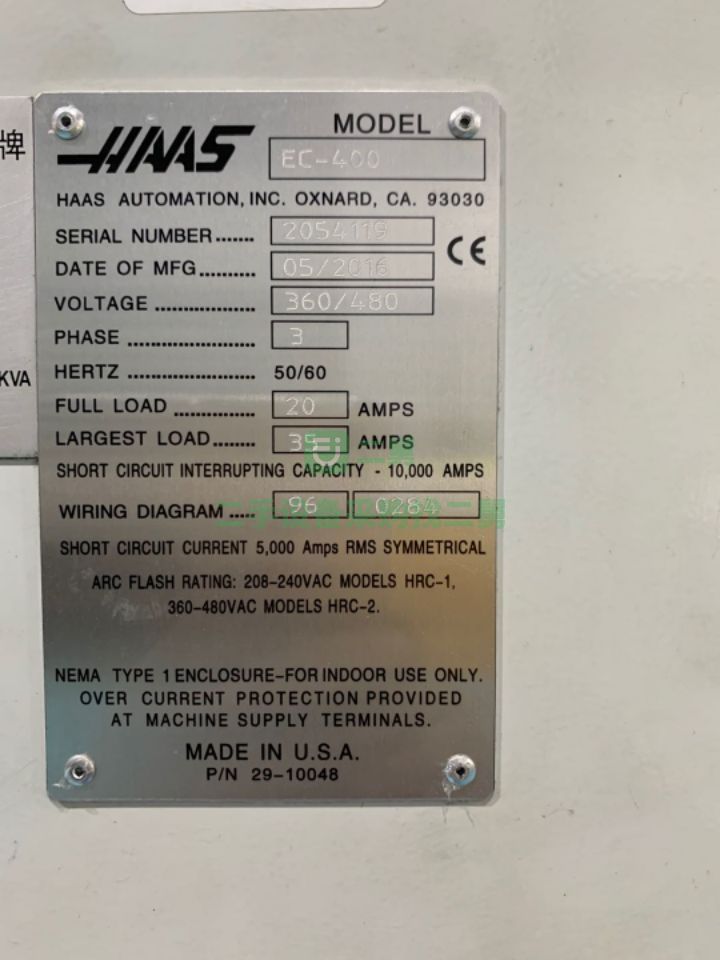 牌
KVA
HAAS
MODEL
EC-400
HAAS AUTOMATION, INC. OXNARD, CA. 93030
SERIAL NUMBER....... 2054119
CE
DATE OF MFG.......... 05/2016
VOLTAGE .................. 360/480
PHASE ....................... 3
HERTZ ....................... 50/60
FULL LOAD ............... 20 AMPS
LARGEST LOAD........ 35 AMPS
SHORT CIRCUIT INTERRUPTING CAPACITY - 10,000 AMPS
WIRING DIAGRAM ..... 96 0284
SHORT CIRCUIT CURRENT 5,000 Amps RMS SYMMETRICAL
ARC FLASH RATING: 208-240VAC MODELS HRC-1,
360-480VAC MODELS HRC-2.
NEMA TYPE 1 ENCLOSURE-FOR INDOOR USE ONLY.
OVER CURRENT PROTECTION PROVIDED
AT MACHINE SUPPLY TERMINALS.
MADE IN U.S.A.
P/N 29-10048